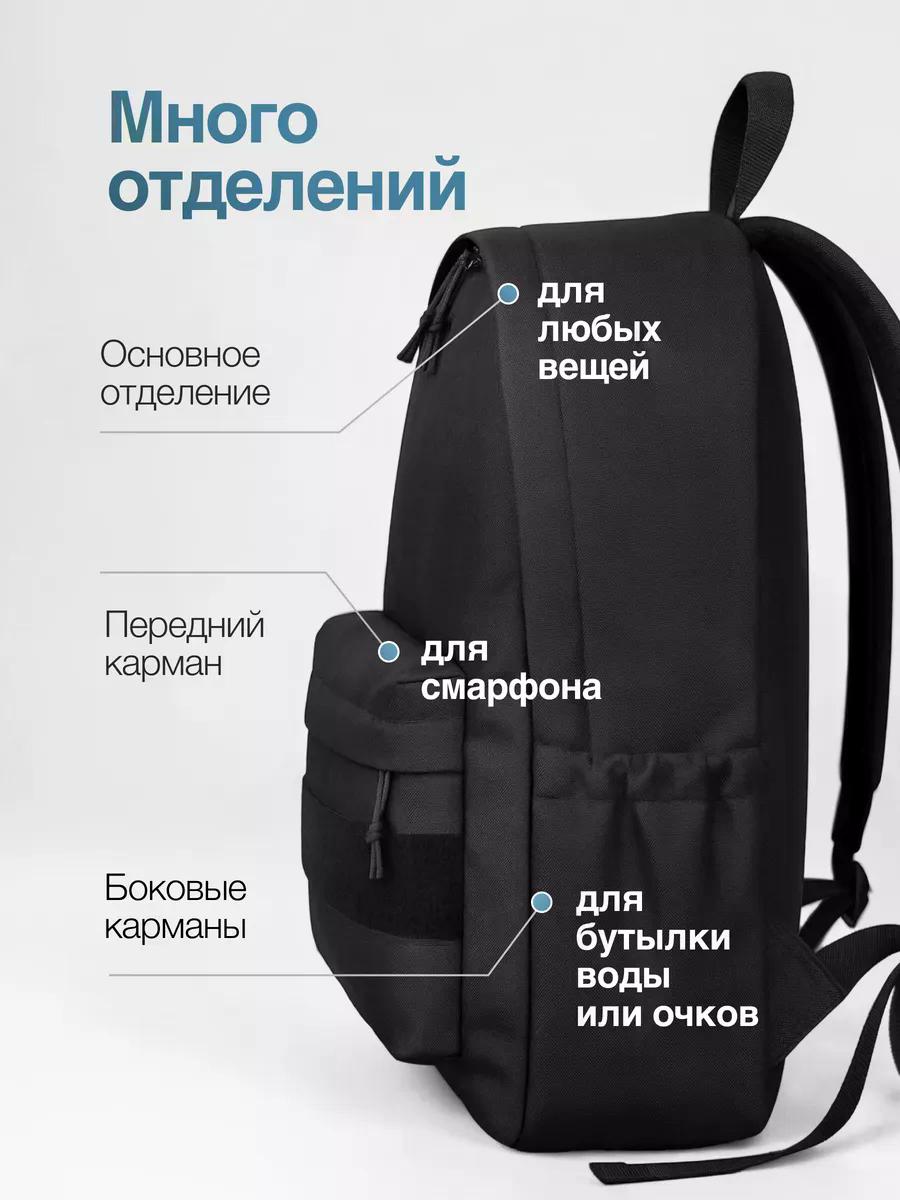 Много
отделений
Основное
отделение
для
любых
вещей
Передний
карман
для
смарфона
Боковые
карманы
для
бутылки
воды
или очков